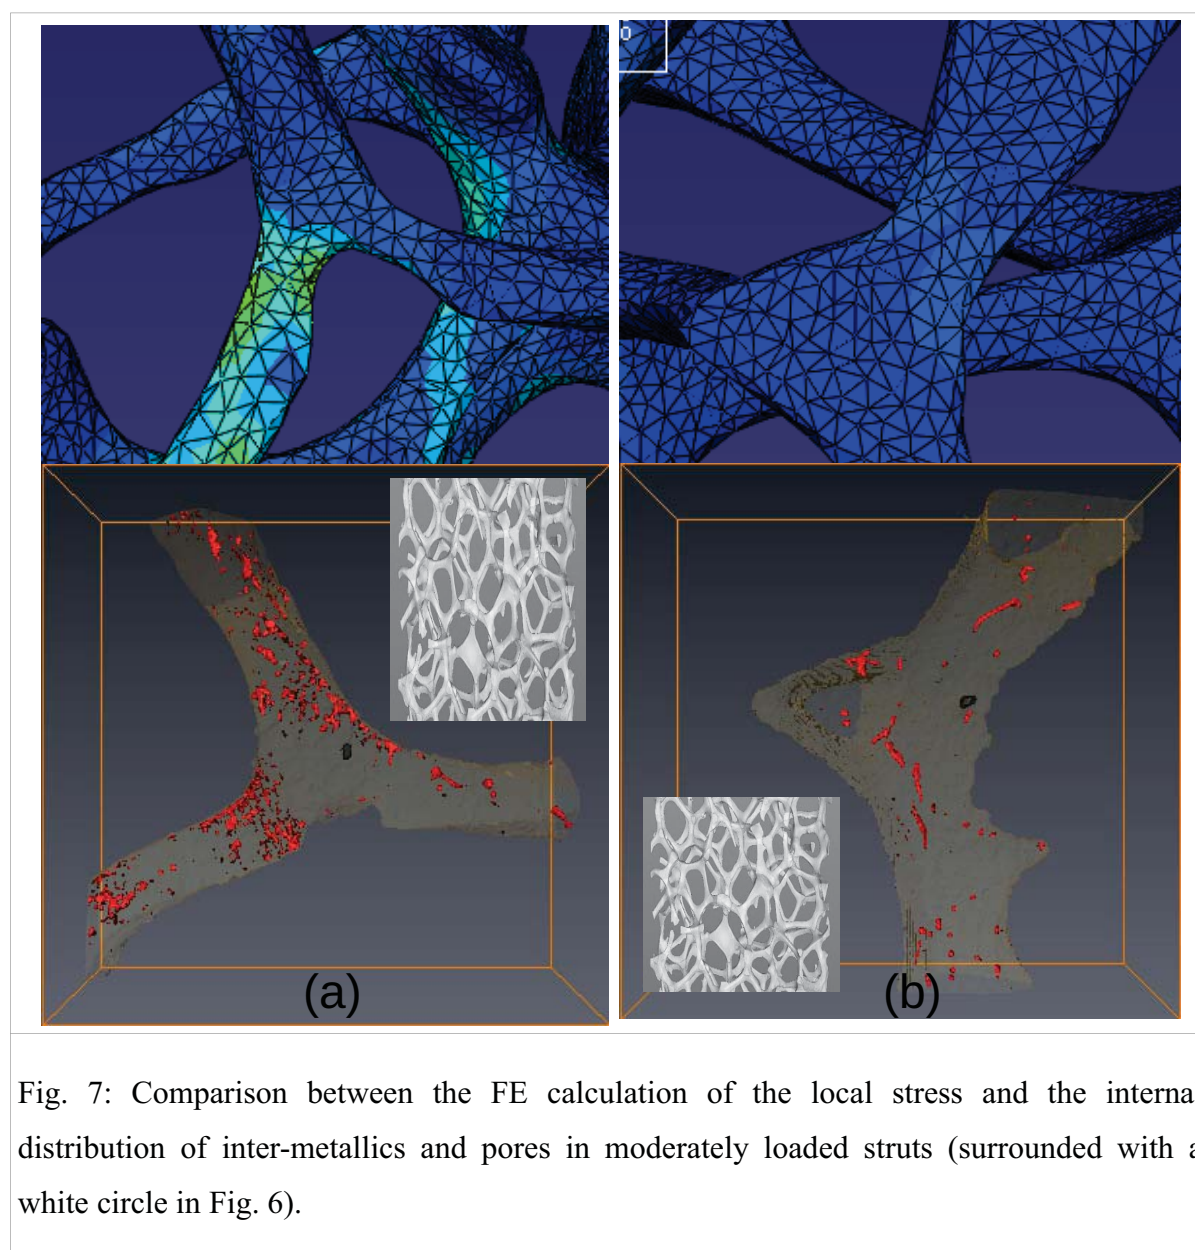 0
(a)
(b)
Fig. 7: Comparison between the FE calculation of the local stress and the interna
distribution of inter-metallics and pores in moderately loaded struts (surrounded with a
white circle in Fig. 6).